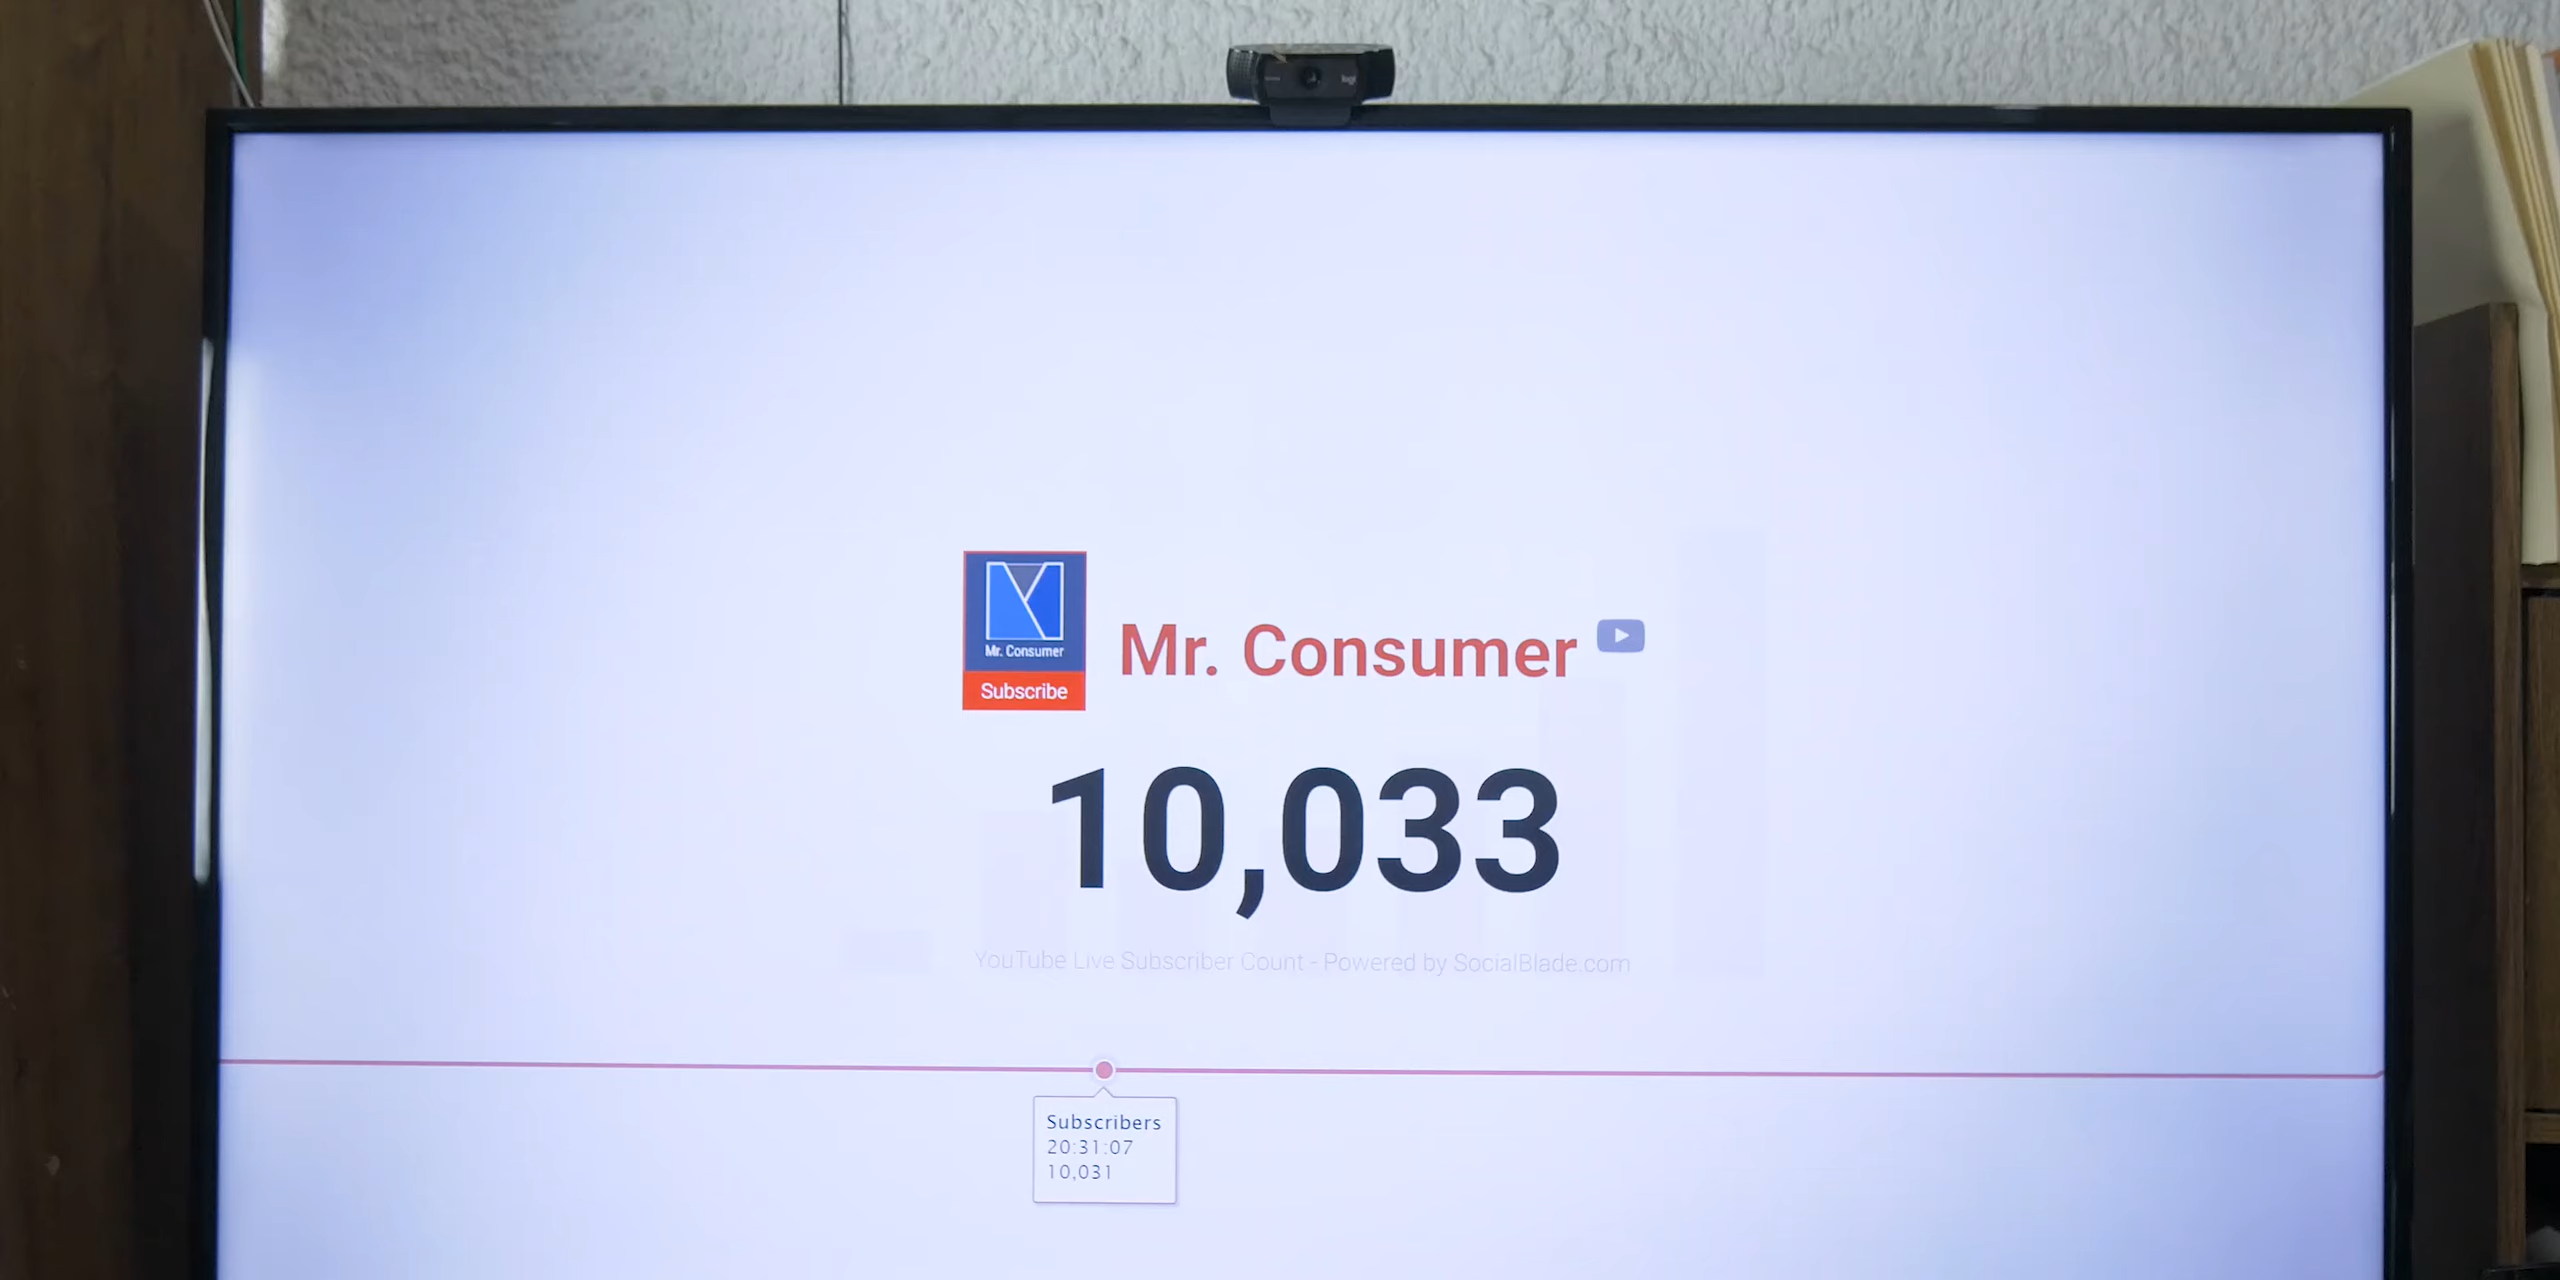 logi
Mr. Consumer
Subscribe
Mr. Consumer
10,033
YouTube Live Subscriber Count - Powered by SocialBlade.com
Subscribers
20:31:07
10,031